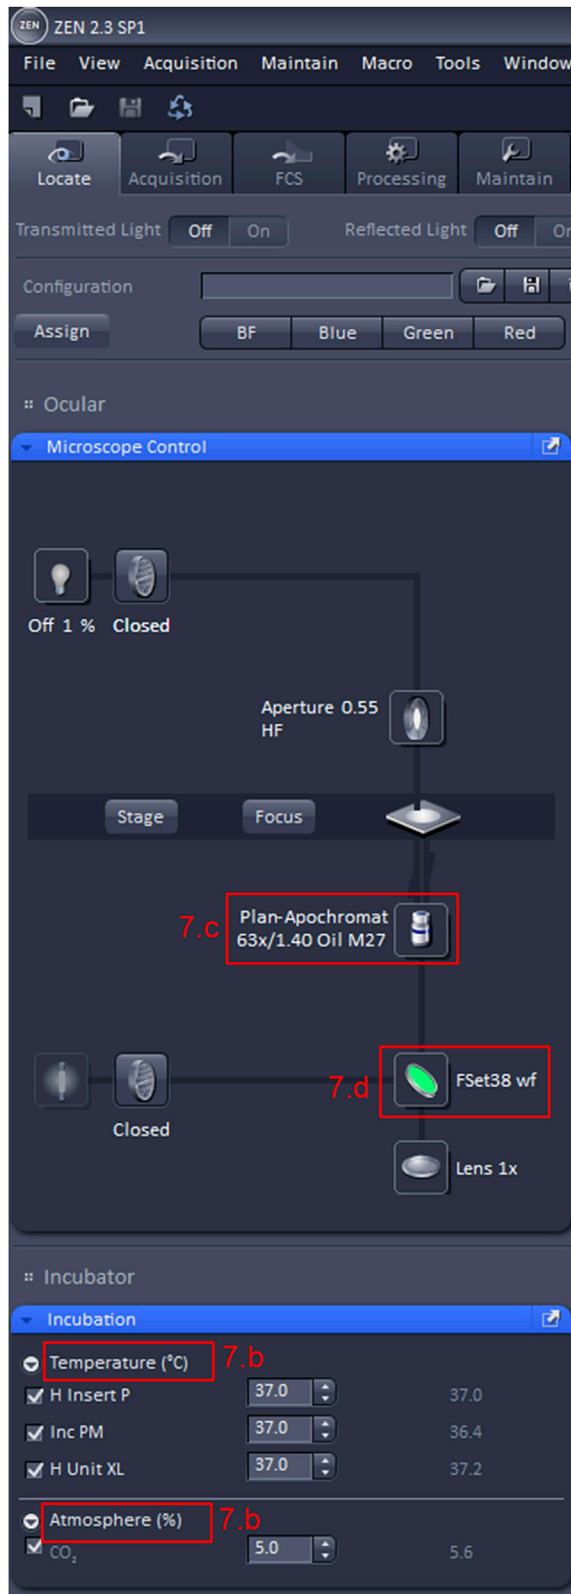 ZEN ZEN 2.3 SP1
File View Acquisition Maintain Macro Tools Window
Locate Acquisition FCS Processing Maintain
Transmitted Light Off On Reflected Light Off On
Configuration
Assign BF Blue Green Red
Ocular
Microscope Control
Off 1 % Closed
Aperture 0.55
HF
Stage Focus
7.c Plan-Apochromat
63x/1.40 Oil M27
7.d FSet38 wf
Closed
Lens 1x
Incubator
Incubation
Temperature (°C) 7.b
H Insert P 37.0 37.0
Inc PM 37.0 36.4
H Unit XL 37.0 37.2
Atmosphere (%) 7.b
CO₂ 5.0 5.6